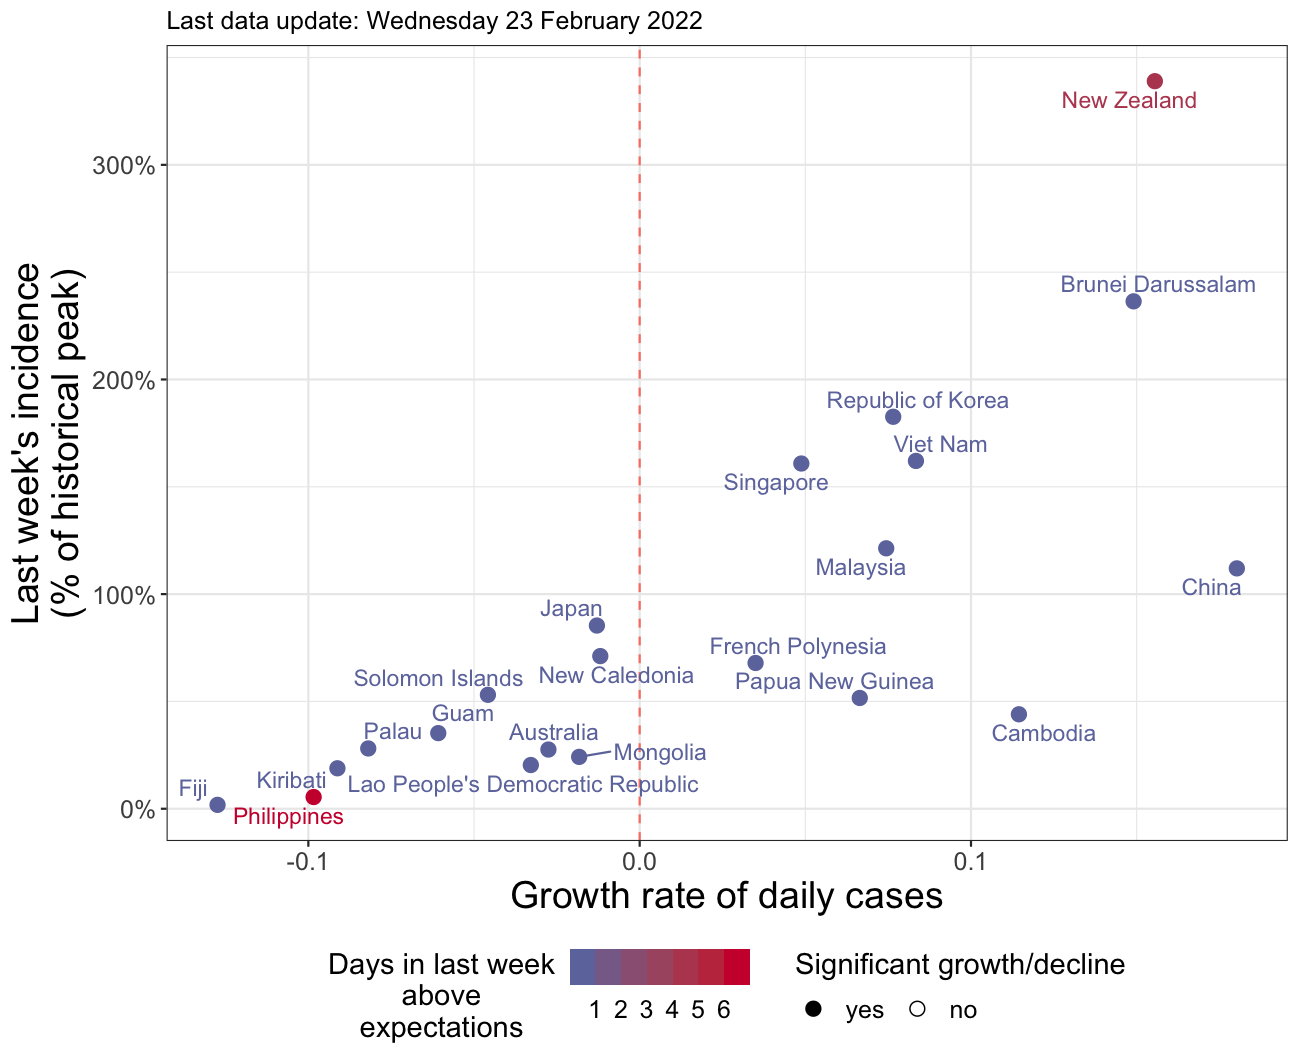 Last data update: Wednesday 23 February 2022
New Zealand
300%
Brunei Darussalam
200%
Republic of Korea
Viet Nam
Singapore
Malaysia
China
100%
Japan
French Polynesia
New Caledonia
Solomon Islands
Papua New Guinea
Guam
Palau
Australia
Cambodia
Mongolia
Kiribati
Lao People's Democratic Republic
Fiji
0%
Philippines
Last week's incidence
(% of historical peak)
-0.1
0.0
0.1
Growth rate of daily cases
Days in last week
above
expectations
1 2 3 4 5 6
Significant growth/decline
yes
no